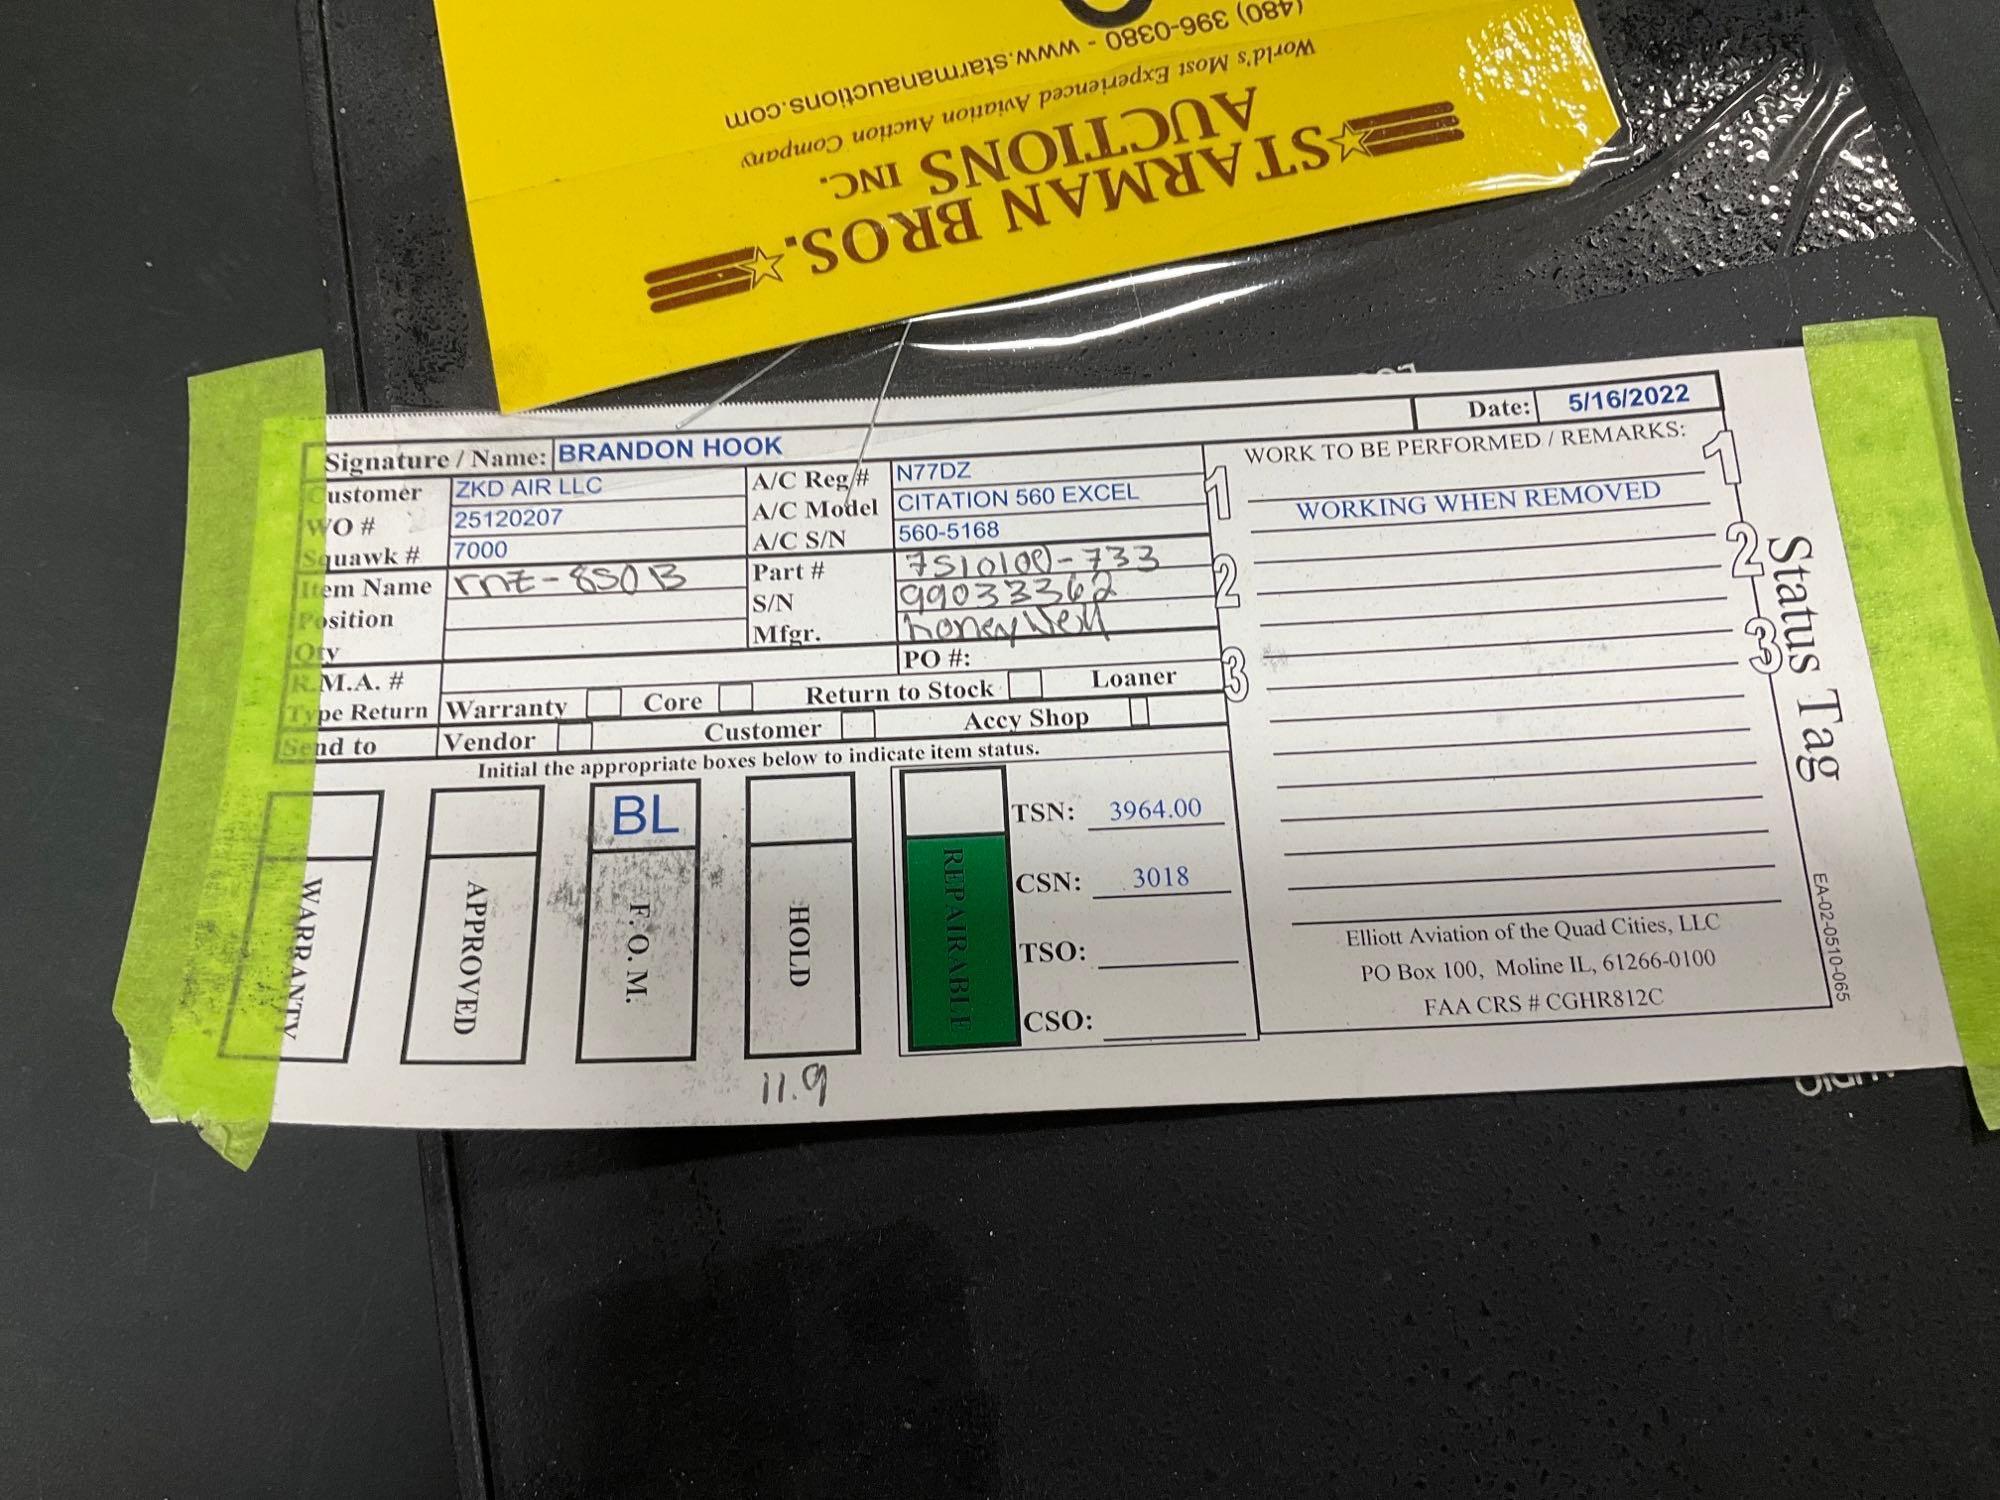 (480) 396-0380 - www.starmanauctions.com
World's Most Experienced Aviation Auction Company
STARMAN BROS.
AUCTIONS INC.
Date: 5/16/2022
Signature / Name: BRANDON HOOK
Customer ZKD AIR LLC A/C Reg # N77DZ
WO # 25120207 A/C Model CITATION 560 EXCEL
Squawk # 7000 A/C S/N 560-5168
Item Name mz-850B Part # 7510100-733
Position S/N 99033362
Qty Mfgr. honeywell
R.M.A. # PO #:
Type Return Warranty Core Return to Stock Loaner
Send to Vendor Customer Accy Shop
Initial the appropriate boxes below to indicate item status.
WARRANTY
APPROVED
BL
F. O. M.
HOLD
REPAIRABLE
TSN: 3964.00
CSN: 3018
TSO:
CSO:
11.9
WORK TO BE PERFORMED / REMARKS:
WORKING WHEN REMOVED
1
2
3
1
2
3
Elliott Aviation of the Quad Cities, LLC
PO Box 100, Moline IL, 61266-0100
FAA CRS # CGHR812C
Status Tag
EA-02-0510-065